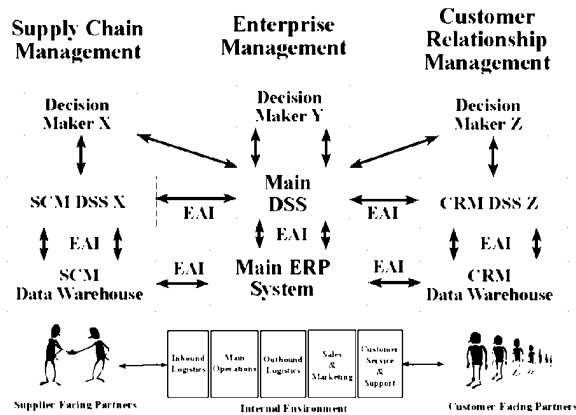 Supply Chain
Management
Enterprise
Management
Customer
Relationship
Management
Decision
Maker X
Decision
Maker Y
Decision
Maker Z
SCM DSS X
EAI
Main
DSS
EAI
CRM DSS Z
EAI
EAI
EAI
SCM
Data Warehouse
EAI
Main ERP
System
EAI
CRM
Data Warehouse
Inbound
Logistics
Main
Operations
Outbound
Logistics
Sales
&
Marketing
Customer
Service
&
Support
Supplier Facing Partners
Internal Environment
Customer Facing Partners